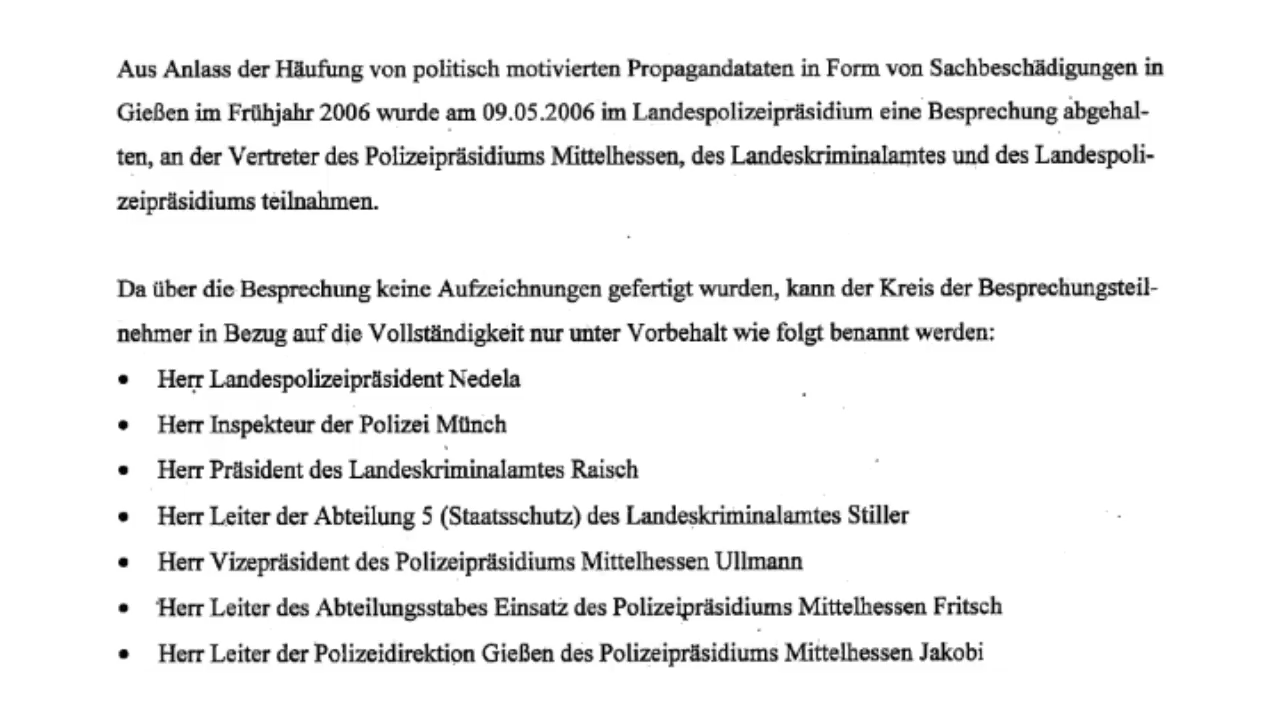 Aus Anlass der Häufung von politisch motivierten Propagandataten in Form von Sachbeschädigungen in
Gießen im Frühjahr 2006 wurde am 09.05.2006 im Landespolizeipräsidium eine Besprechung abgehal-
ten, an der Vertreter des Polizeipräsidiums Mittelhessen, des Landeskriminalamtes und des Landespoli-
zeipräsidiums teilnahmen.
Da über die Besprechung keine Aufzeichnungen gefertigt wurden, kann der Kreis der Besprechungsteil-
nehmer in Bezug auf die Vollständigkeit nur unter Vorbehalt wie folgt benannt werden:
• Herr Landespolizeipräsident Nedela
• Herr Inspekteur der Polizei Münch
• Herr Präsident des Landeskriminalamtes Raisch
• Herr Leiter der Abteilung 5 (Staatsschutz) des Landeskriminalamtes Stiller
• Herr Vizepräsident des Polizeipräsidiums Mittelhessen Ullmann
• Herr Leiter des Abteilungsstabes Einsatz des Polizeipräsidiums Mittelhessen Fritsch
• Herr Leiter der Polizeidirektion Gießen des Polizeipräsidiums Mittelhessen Jakobi